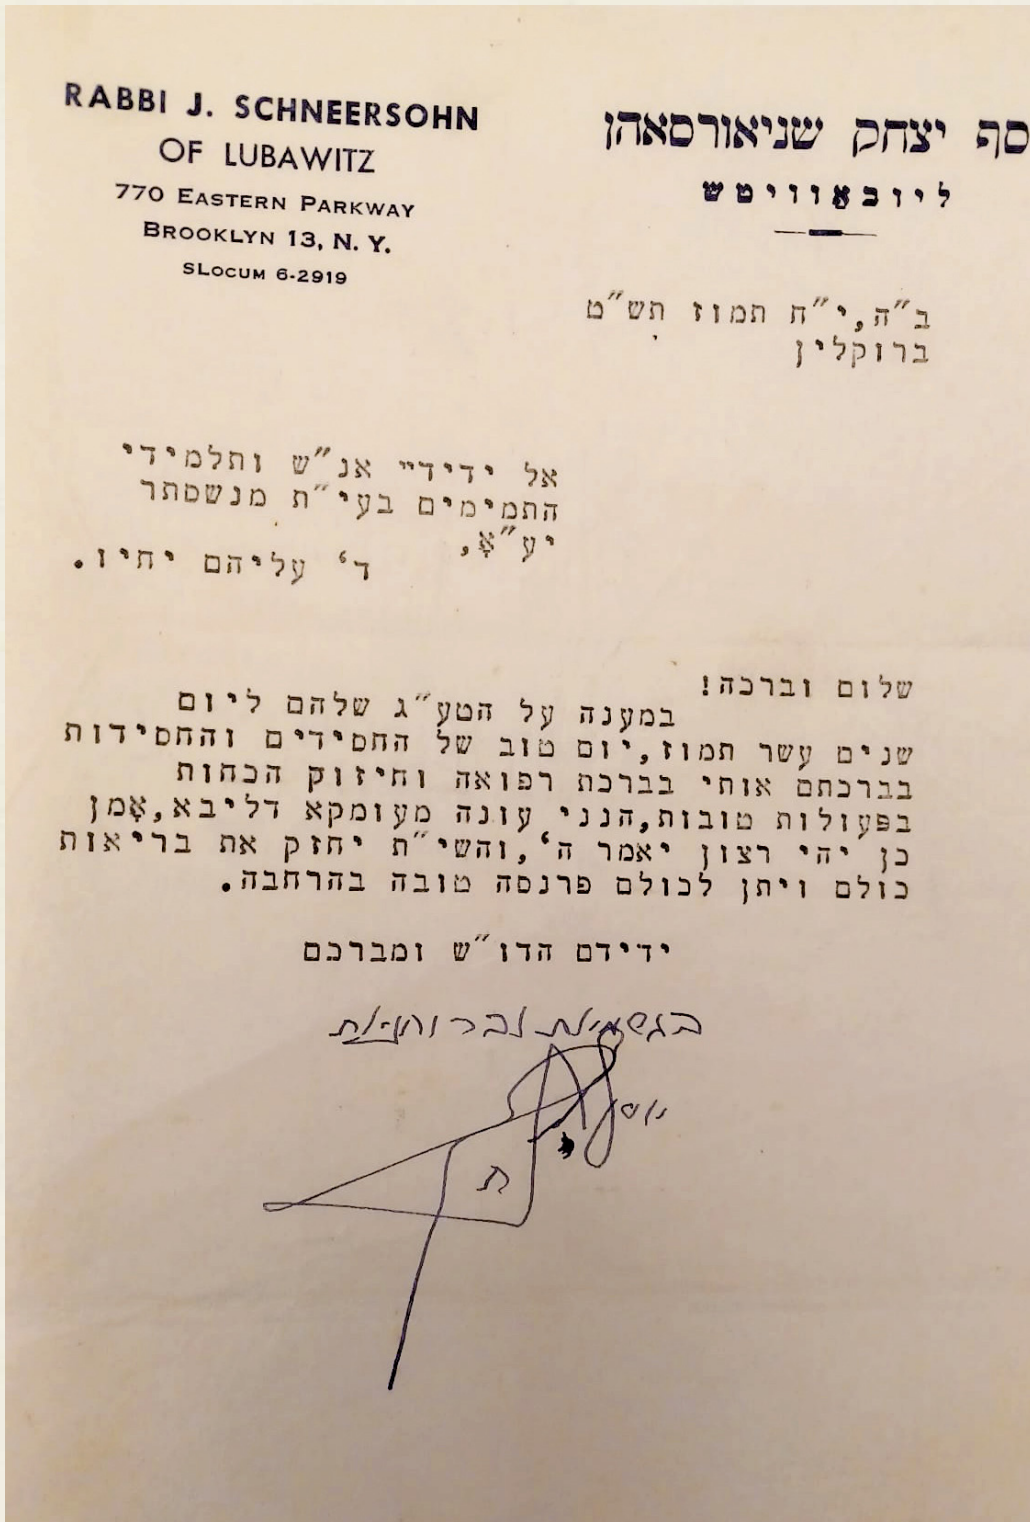 RABBI J. SCHNEERSOHN
OF LUBAWITZ
770 EASTERN PARKWAY
BROOKLYN 13, N. Y.
SLOCUM 6-2919
סף יצחק שניאורסאהן
ליובאוויטש
ב"ה, י"ח תמוז תש"ט
ברוקלין
אל ידידיי אנ"ש ותלמידי
התמימים בעי"ת מנשסתר
יע"א,
ד' עליהם יחיו.
שלום וברכה!
במענה על הטע"ג שלהם ליום
שנים עשר תמוז, יום טוב של החסידים והחסידות
בברכתם אותי בברכת רפואה וחיזוק הכחות
בפעולות טובות, הנני עונה מעומקא דליבא, אָמן
כן יהי רצון יאמר ה', והשי"ת יחזק את בריאות
כולם ויתן לכולם פרנסה טובה בהרחבה.
ידידם הדו"ש ומברכם
בגשמיות וברוחניות
יוסף